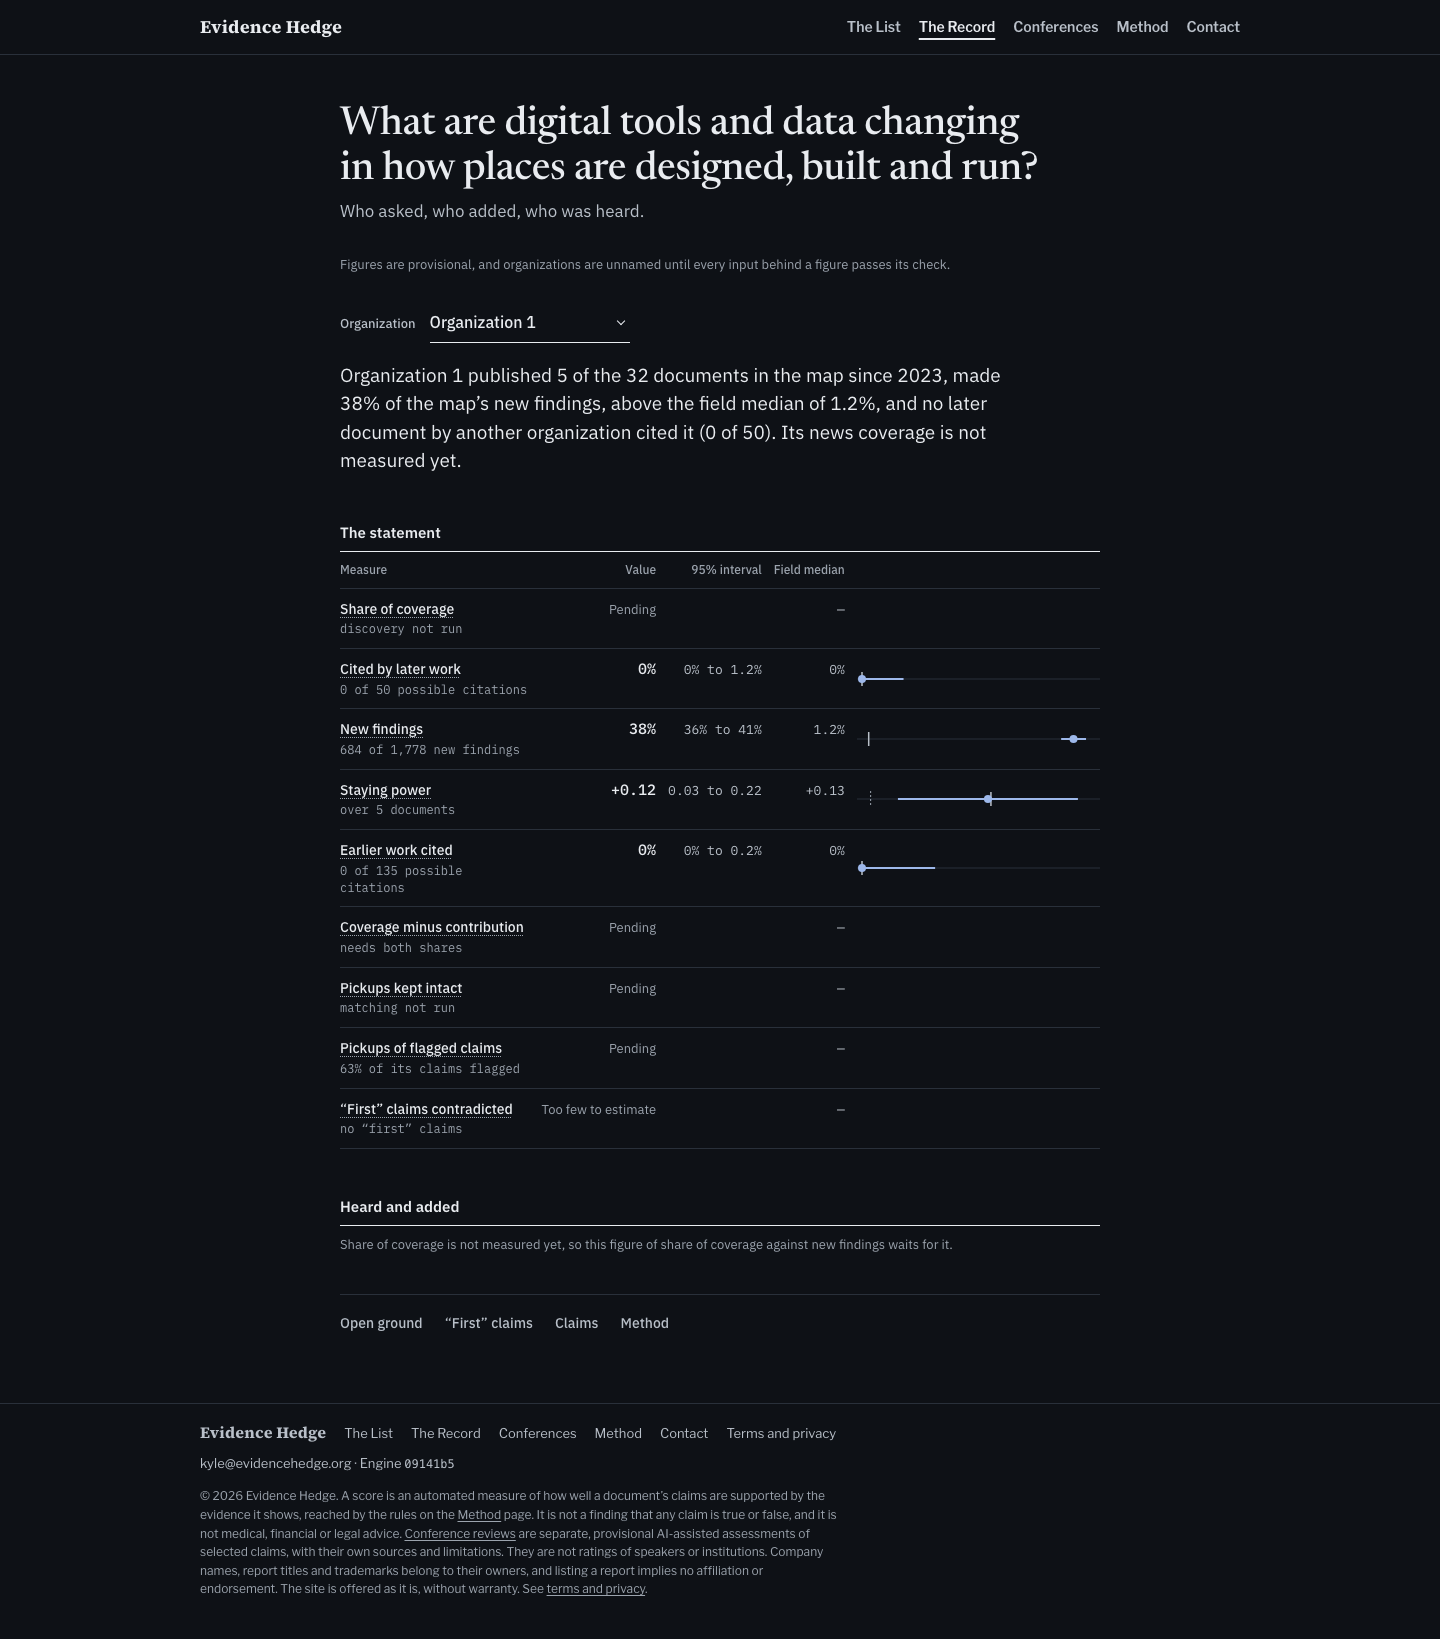 Evidence Hedge
The List The Record Conferences Method Contact
What are digital tools and data changing
in how places are designed, built and run?
Who asked, who added, who was heard.
Figures are provisional, and organizations are unnamed until every input behind a figure passes its check.
Organization Organization 1
Organization 1 published 5 of the 32 documents in the map since 2023, made
38% of the map’s new findings, above the field median of 1.2%, and no later
document by another organization cited it (0 of 50). Its news coverage is not
measured yet.
The statement
Measure Value 95% interval Field median
Share of coverage Pending –
discovery not run
Cited by later work 0% 0% to 1.2% 0%
0 of 50 possible citations
New findings 38% 36% to 41% 1.2%
684 of 1,778 new findings
Staying power +0.12 0.03 to 0.22 +0.13
over 5 documents
Earlier work cited 0% 0% to 0.2% 0%
0 of 135 possible
citations
Coverage minus contribution Pending –
needs both shares
Pickups kept intact Pending –
matching not run
Pickups of flagged claims Pending –
63% of its claims flagged
“First” claims contradicted Too few to estimate –
no “first” claims
Heard and added
Share of coverage is not measured yet, so this figure of share of coverage against new findings waits for it.
Open ground “First” claims Claims Method
Evidence Hedge The List The Record Conferences Method Contact Terms and privacy
kyle@evidencehedge.org · Engine 09141b5
© 2026 Evidence Hedge. A score is an automated measure of how well a document’s claims are supported by the
evidence it shows, reached by the rules on the Method page. It is not a finding that any claim is true or false, and it is
not medical, financial or legal advice. Conference reviews are separate, provisional AI-assisted assessments of
selected claims, with their own sources and limitations. They are not ratings of speakers or institutions. Company
names, report titles and trademarks belong to their owners, and listing a report implies no affiliation or
endorsement. The site is offered as it is, without warranty. See terms and privacy.